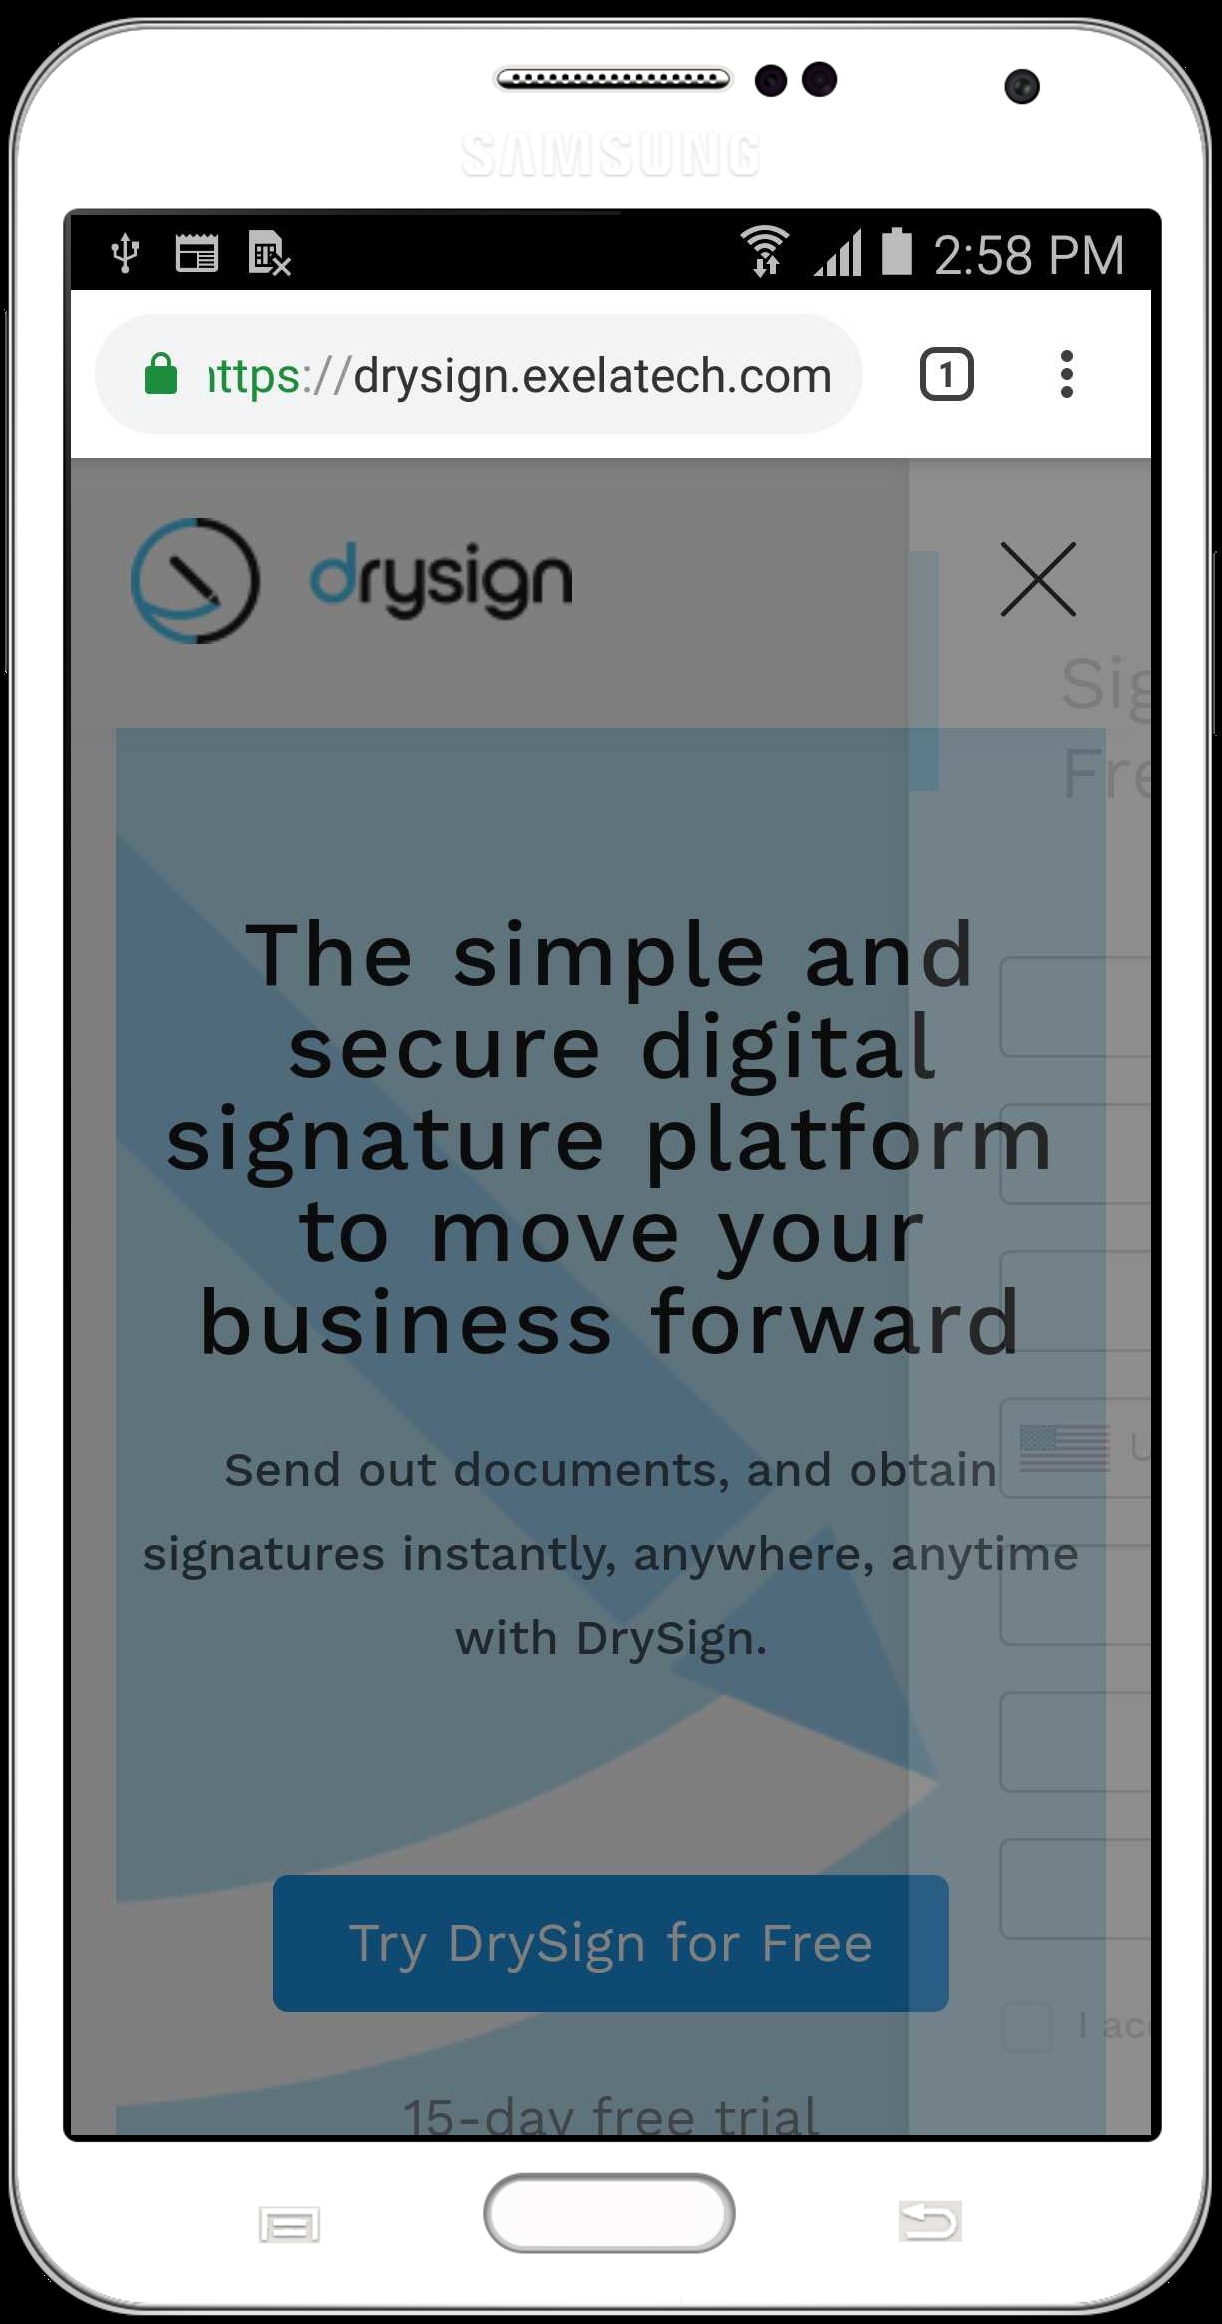 SAMSUNG
2:58 PM
https://drysign.exelatech.com
1
drysign
Sig
Fre
The simple and
secure digital
signature platform
to move your
business forward
Send out documents, and obtain
U
signatures instantly, anywhere, anytime
with DrySign.
Try DrySign for Free
I acc
15-day free trial